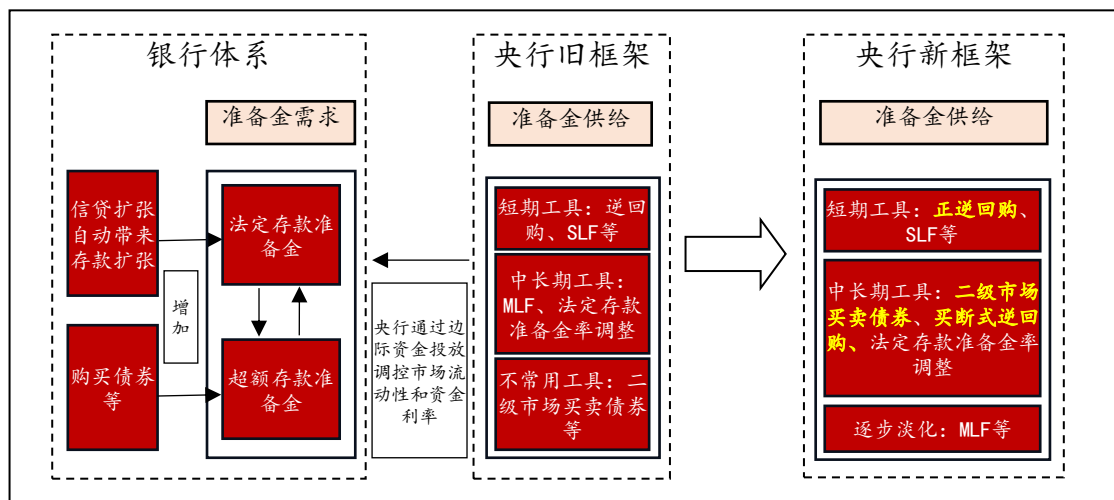 银行体系
准备金需求
信贷扩张
自动带来
存款扩张
法定存款准
备金
增
加
购买债券
等
超额存款准
备金
央行通过边
际资金投放
调控市场流
动性和资金
利率
央行旧框架
准备金供给
短期工具：逆回
购、SLF等
中长期工具：
MLF、法定存款
准备金率调整
不常用工具：二
级市场买卖债券
等
央行新框架
准备金供给
短期工具：正逆回购、
SLF等
中长期工具：二级市场
买卖债券、买断式逆回
购、法定存款准备金率
调整
逐步淡化：MLF等